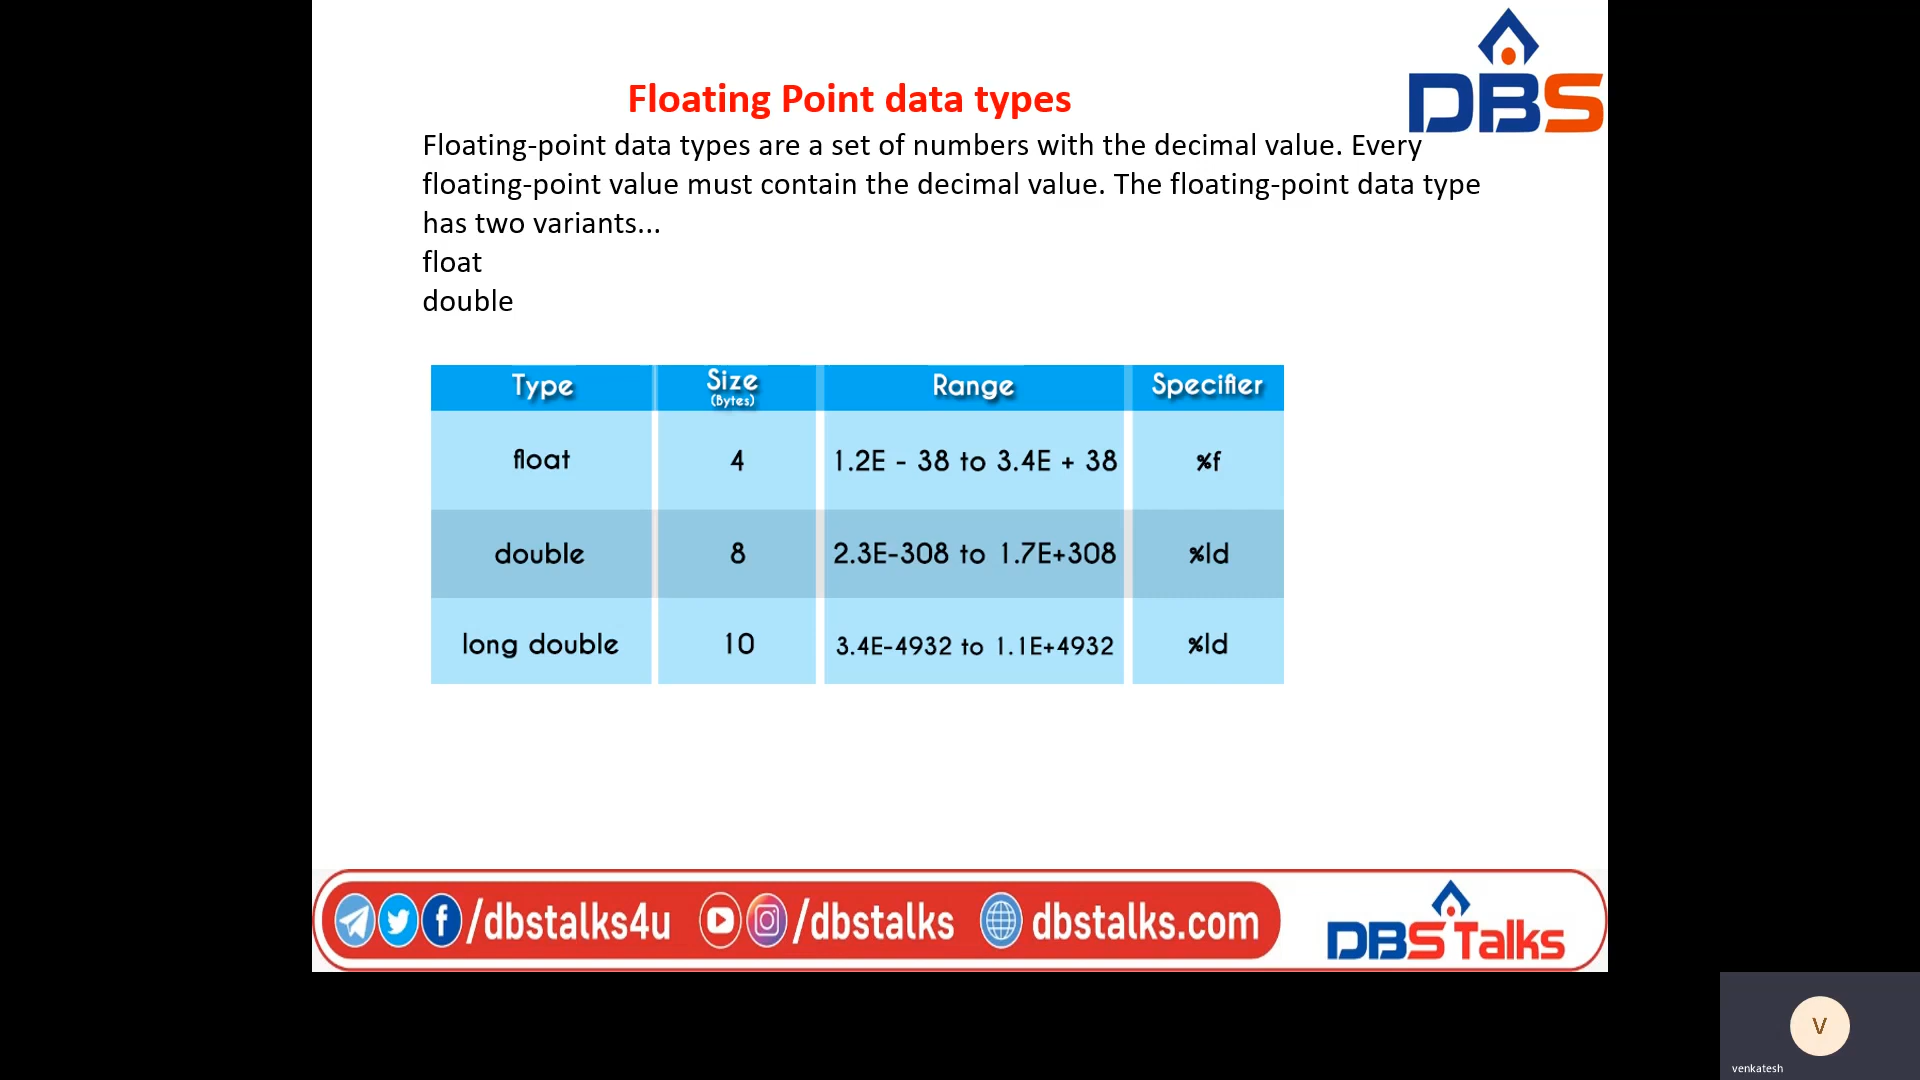 DBS
Floating Point data types
Floating-point data types are a set of numbers with the decimal value. Every
floating-point value must contain the decimal value. The floating-point data type
has two variants...
float
double
Type Size (Bytes) Range Specifier
float 4 1.2E - 38 to 3.4E + 38 %f
double 8 2.3E-308 to 1.7E+308 %ld
long double 10 3.4E-4932 to 1.1E+4932 %ld
/dbstalks4u /dbstalks dbstalks.com DBS Talks
V
venkatesh